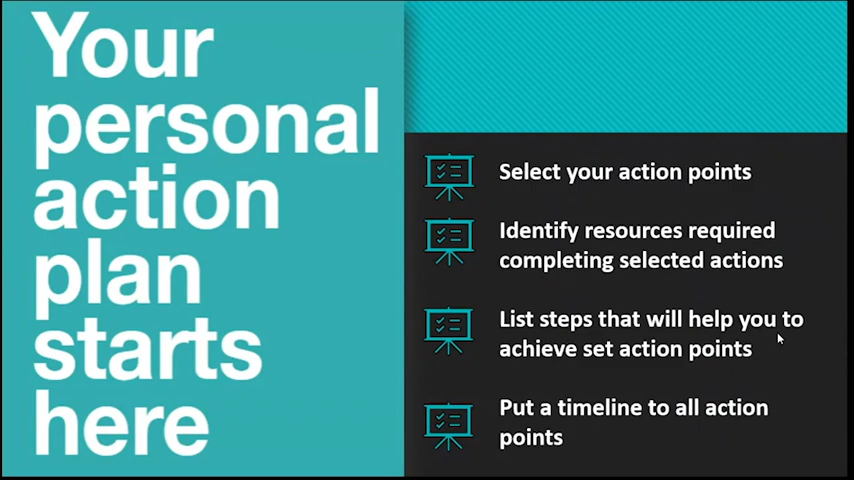 Your
personal
action
plan
starts
here
Select your action points
Identify resources required
completing selected actions
List steps that will help you to
achieve set action points
Put a timeline to all action
points